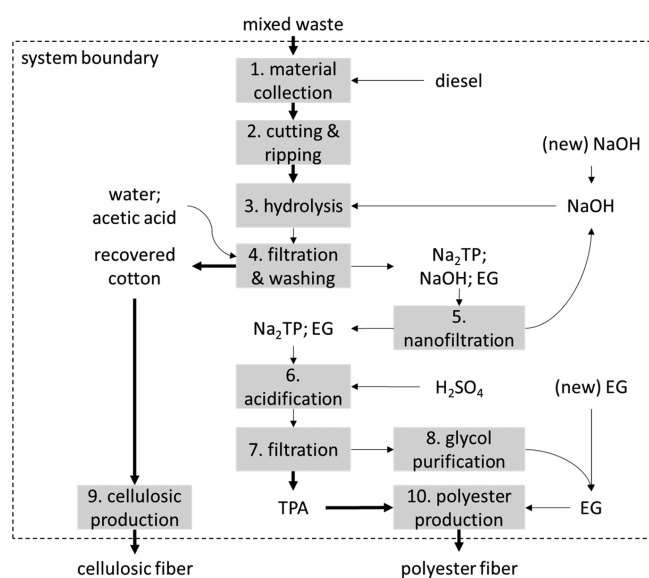 mixed waste
system boundary
1. material
collection
diesel
2. cutting &
ripping
(new) NaOH
water;
acetic acid
3. hydrolysis
NaOH
recovered
cotton
4. filtration
& washing
Na₂TP;
NaOH; EG
5.
nanofiltration
Na₂TP; EG
6.
acidification
H₂SO₄
(new) EG
7. filtration
8. glycol
purification
9. cellulosic
production
TPA
10. polyester
production
EG
cellulosic fiber
polyester fiber